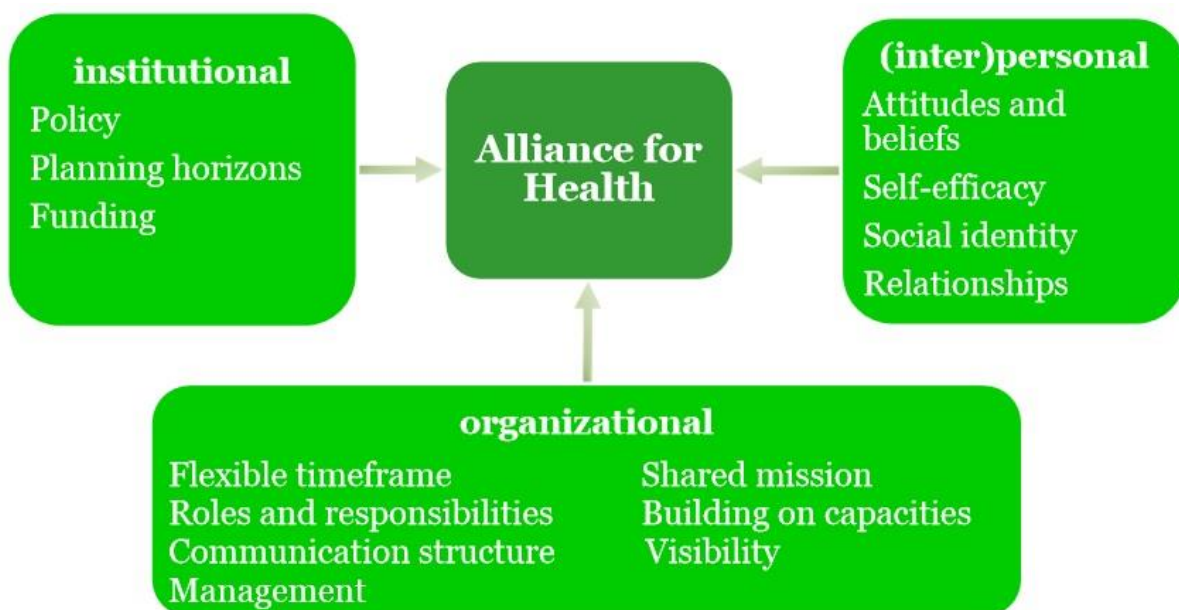 institutional
Policy
Planning horizons
Funding
Alliance for
Health
(inter)personal
Attitudes and
beliefs
Self-efficacy
Social identity
Relationships
organizational
Flexible timeframe
Roles and responsibilities
Communication structure
Management
Shared mission
Building on capacities
Visibility